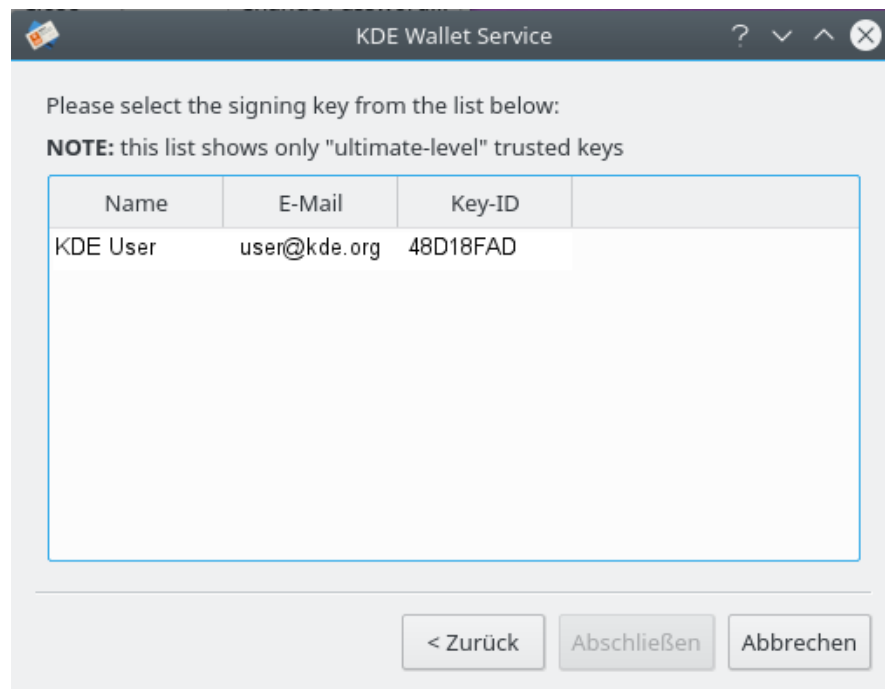 KDE Wallet Service
Please select the signing key from the list below:
NOTE: this list shows only "ultimate-level" trusted keys
Name E-Mail Key-ID
KDE User user@kde.org 48D18FAD
< Zurück Abschließen Abbrechen